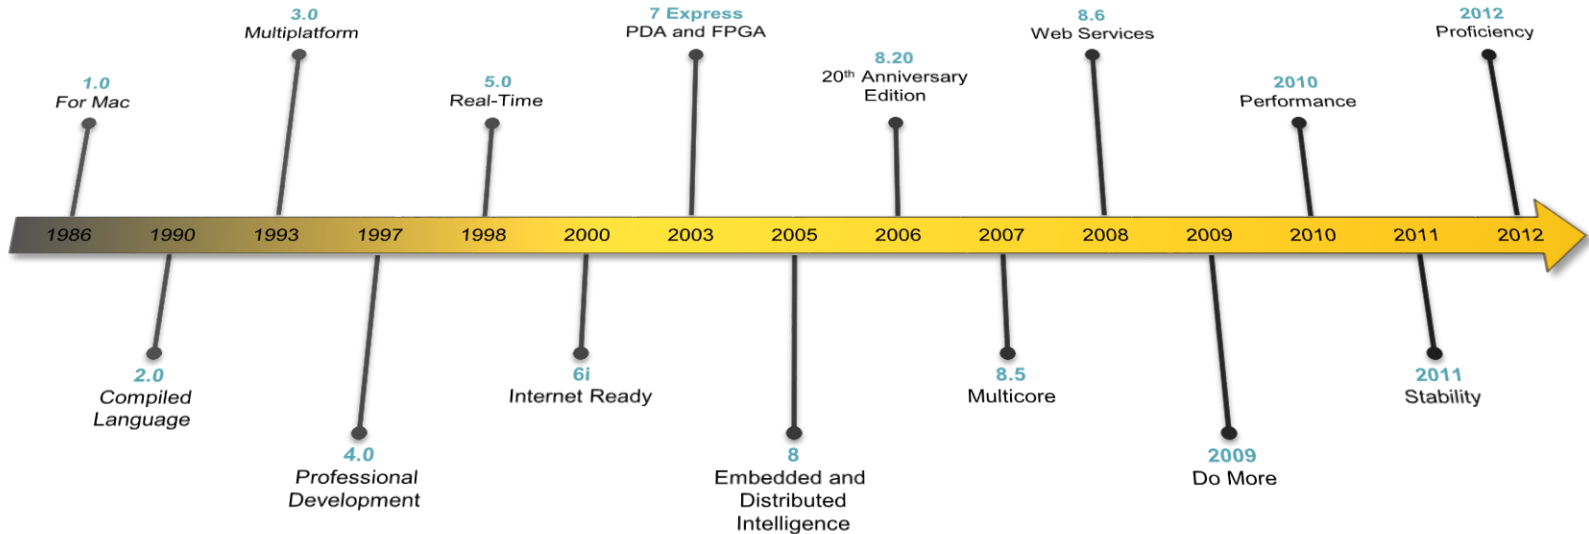 1.0
For Mac
3.0
Multiplatform
5.0
Real-Time
7 Express
PDA and FPGA
8.20
20th Anniversary
Edition
8.6
Web Services
2010
Performance
2012
Proficiency
1986 1990 1993 1997 1998 2000 2003 2005 2006 2007 2008 2009 2010 2011 2012
2.0
Compiled
Language
4.0
Professional
Development
6i
Internet Ready
8
Embedded and
Distributed
Intelligence
8.5
Multicore
2009
Do More
2011
Stability